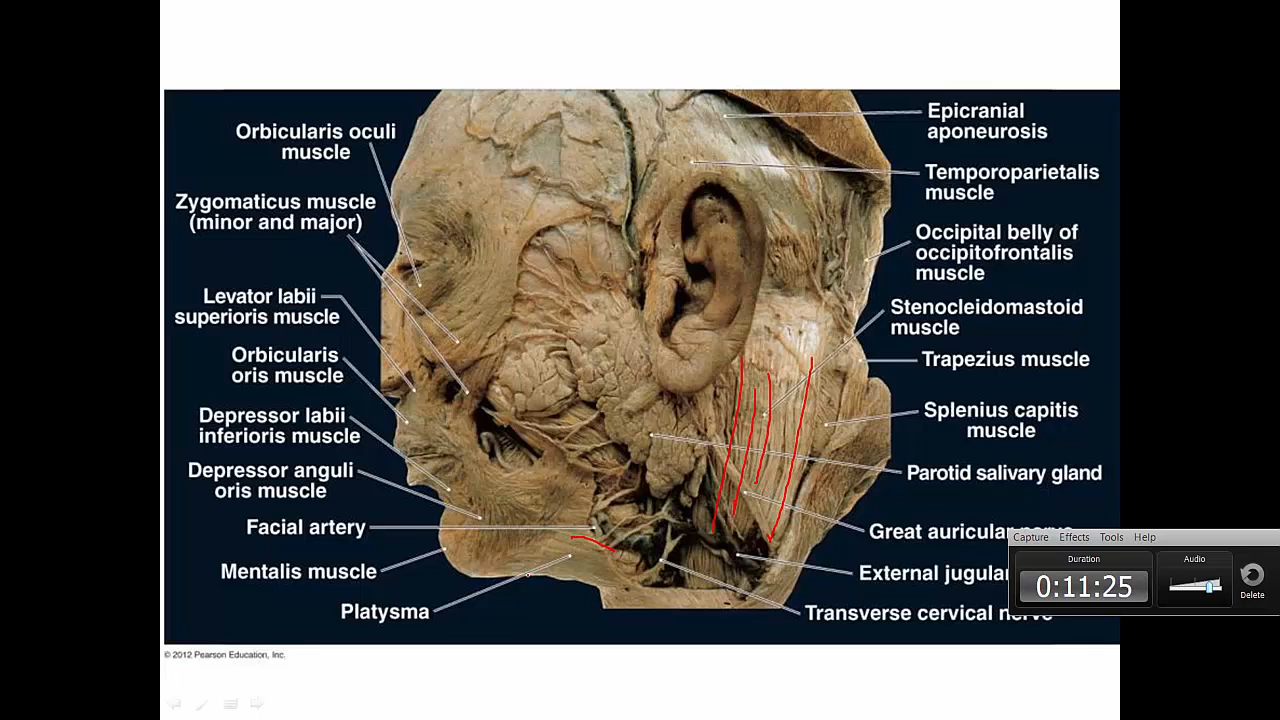 Orbicularis oculi
muscle
Zygomaticus muscle
(minor and major)
Levator labii
superioris muscle
Orbicularis
oris muscle
Depressor labii
inferioris muscle
Depressor anguli
oris muscle
Facial artery
Mentalis muscle
Platysma
Epicranial
aponeurosis
Temporoparietalis
muscle
Occipital belly of
occipitofrontalis
muscle
Stenocleidomastoid
muscle
Trapezius muscle
Splenius capitis
muscle
Parotid salivary gland
Great auricular nerve
External jugular
Transverse cervical nerve
Capture Effects Tools Help
Duration
0:11:25
Audio
Delete
© 2012 Pearson Education, Inc.